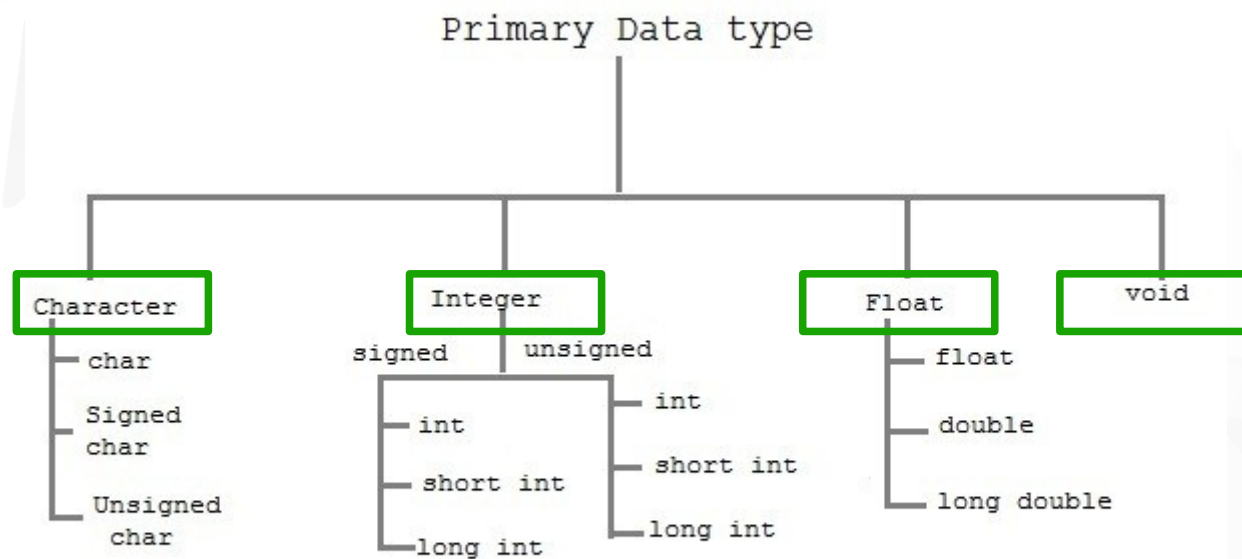 Primary Data type
Character
char
Signed
char
Unsigned
char
Integer
signed
unsigned
int
short int
long int
int
short int
long int
Float
float
double
long double
void